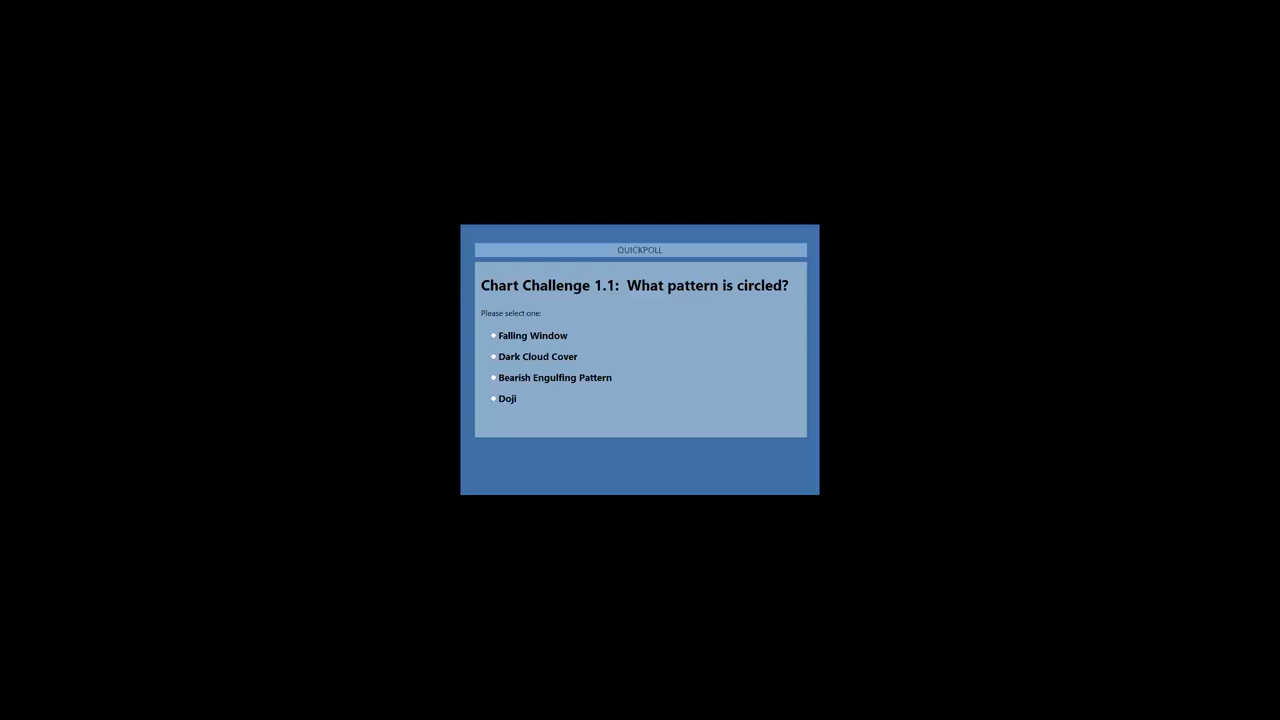 QUICKPOLL
Chart Challenge 1.1:  What pattern is circled?
Please select one:
Falling Window
Dark Cloud Cover
Bearish Engulfing Pattern
Doji